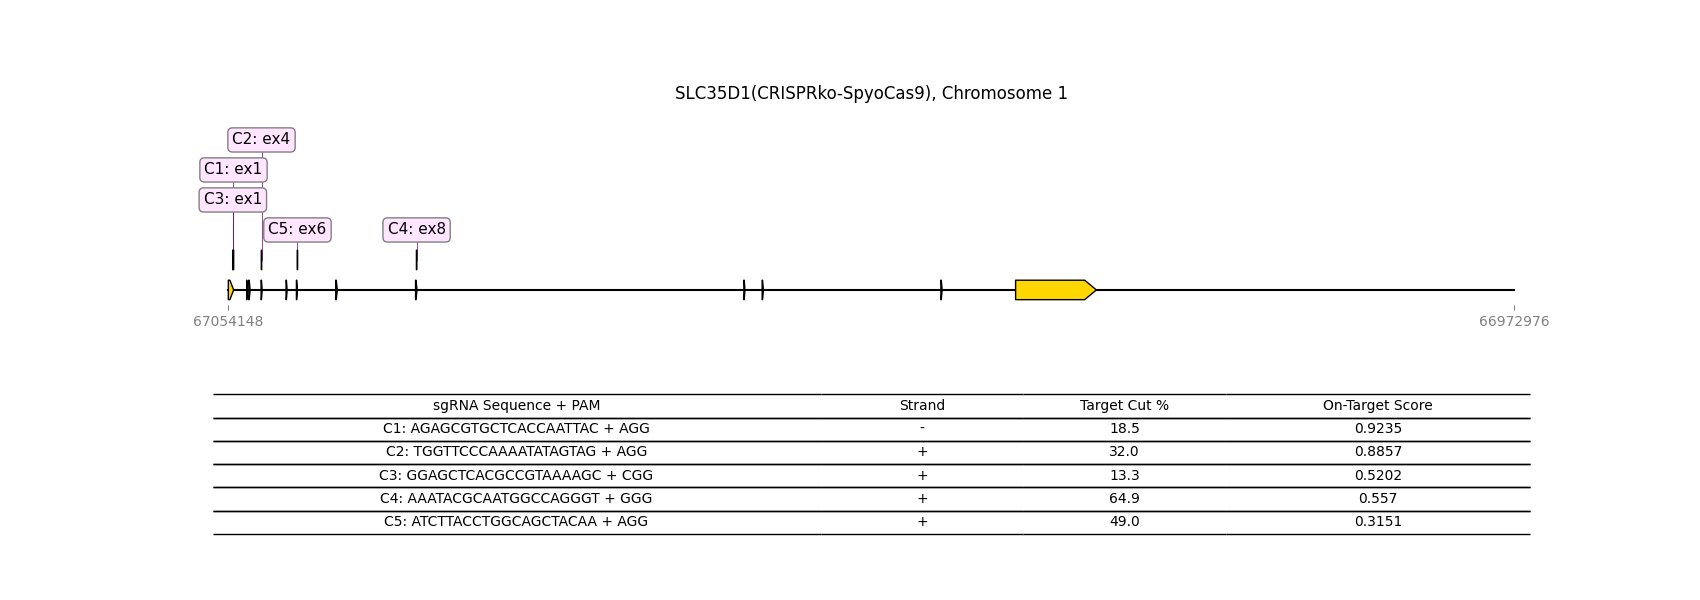 SLC35D1(CRISPRko-SpyoCas9), Chromosome 1
C2: ex4
C1: ex1
C3: ex1
C5: ex6
C4: ex8
67054148
66972976
sgRNA Sequence + PAM Strand Target Cut % On-Target Score
C1: AGAGCGTGCTCACCAATTAC + AGG - 18.5 0.9235
C2: TGGTTCCCAAAATATAGTAG + AGG + 32.0 0.8857
C3: GGAGCTCACGCCGTAAAAGC + CGG + 13.3 0.5202
C4: AAATACGCAATGGCCAGGGT + GGG + 64.9 0.557
C5: ATCTTACCTGGCAGCTACAA + AGG + 49.0 0.3151